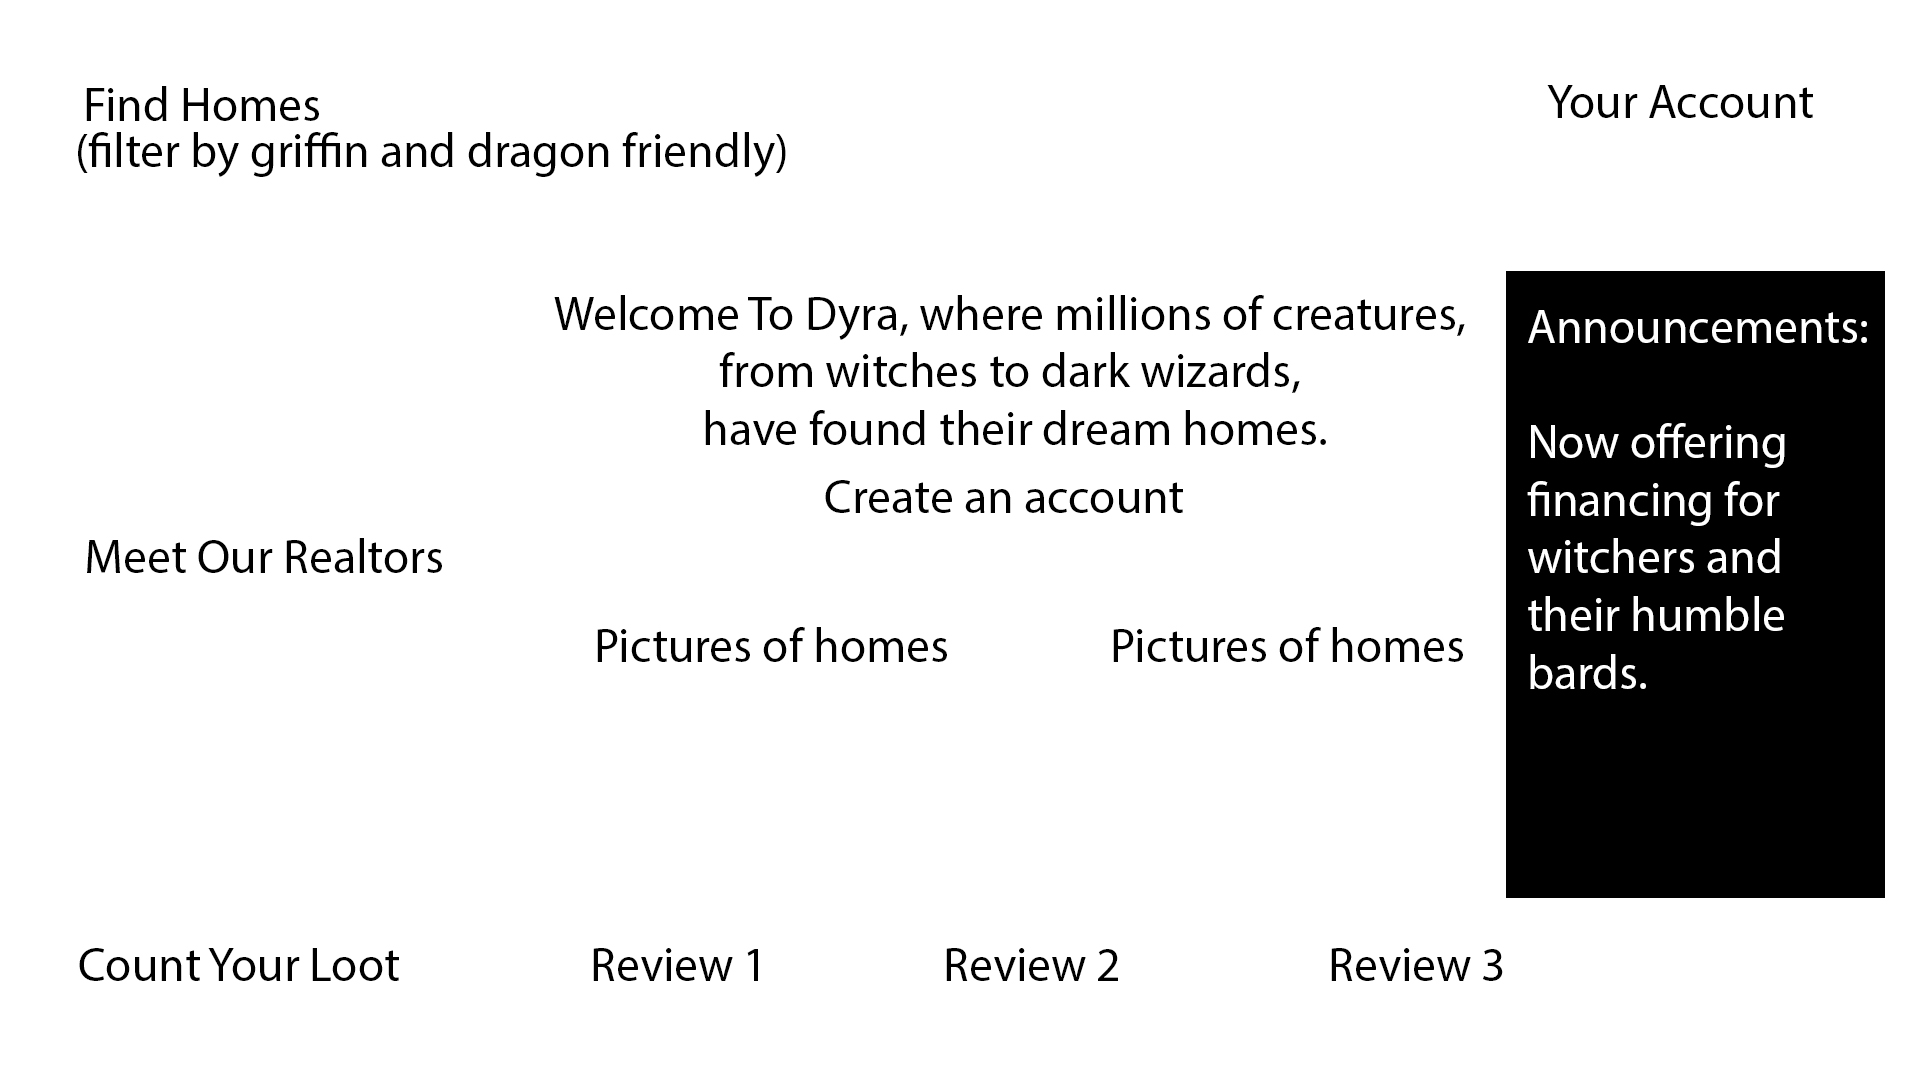 Find Homes
(filter by griffin and dragon friendly)
Your Account
Welcome To Dyra, where millions of creatures,
from witches to dark wizards,
have found their dream homes.
Create an account
Announcements:
Now offering
financing for
witchers and
their humble
bards.
Meet Our Realtors
Pictures of homes
Pictures of homes
Count Your Loot
Review 1
Review 2
Review 3